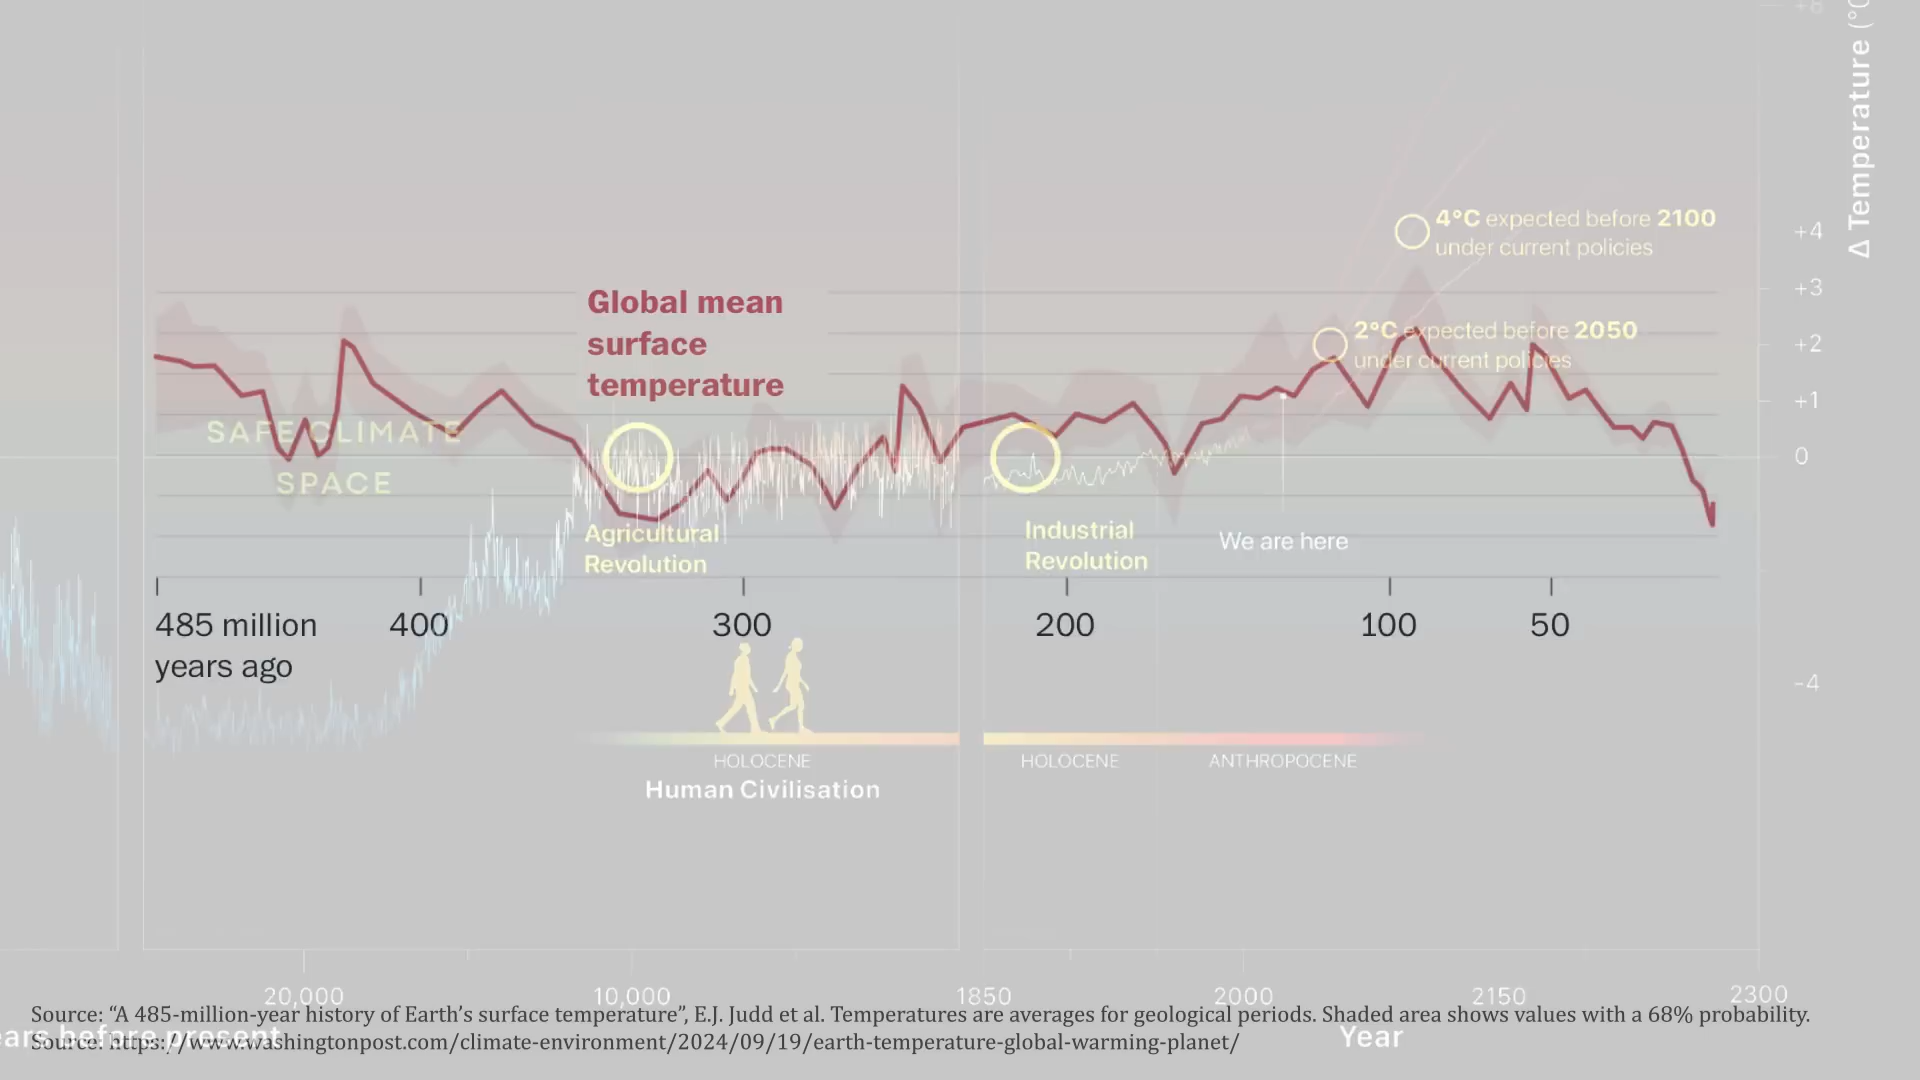 +8
Δ Temperature (°C
4°C expected before 2100
under current policies
+4
+3
Global mean
surface
temperature
2°C expected before 2050
under current policies
+2
+1
SAFE CLIMATE
SPACE
0
Agricultural
Revolution
Industrial
Revolution
We are here
485 million
years ago
400
300
200
100
50
-4
HOLOCENE
Human Civilisation
HOLOCENE
ANTHROPOCENE
20,000
10,000
1850
2000
2150
2300
Source: “A 485-million-year history of Earth’s surface temperature”, E.J. Judd et al. Temperatures are averages for geological periods. Shaded area shows values with a 68% probability.
ears before present
Year
Source: https://www.washingtonpost.com/climate-environment/2024/09/19/earth-temperature-global-warming-planet/